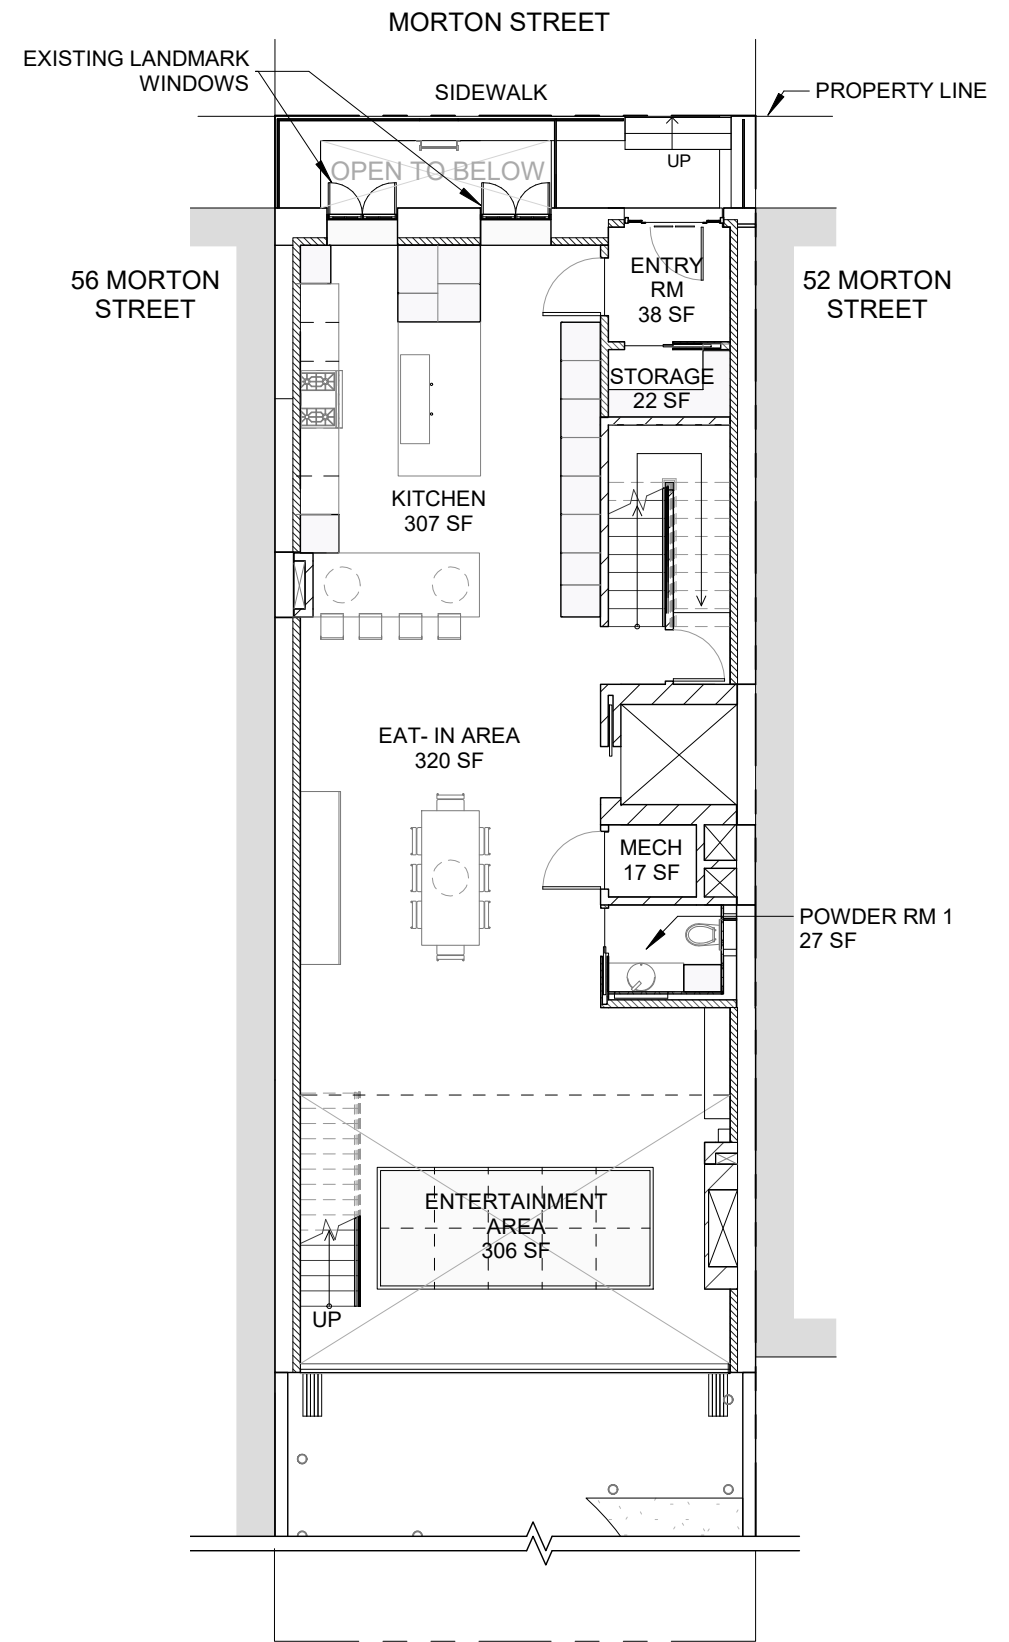 MORTON STREET
EXISTING LANDMARK
WINDOWS
SIDEWALK
PROPERTY LINE
UP
OPEN TO BELOW
56 MORTON
STREET
ENTRY
RM
38 SF
52 MORTON
STREET
STORAGE
22 SF
KITCHEN
307 SF
EAT- IN AREA
320 SF
MECH
17 SF
POWDER RM 1
27 SF
ENTERTAINMENT
AREA
306 SF
UP